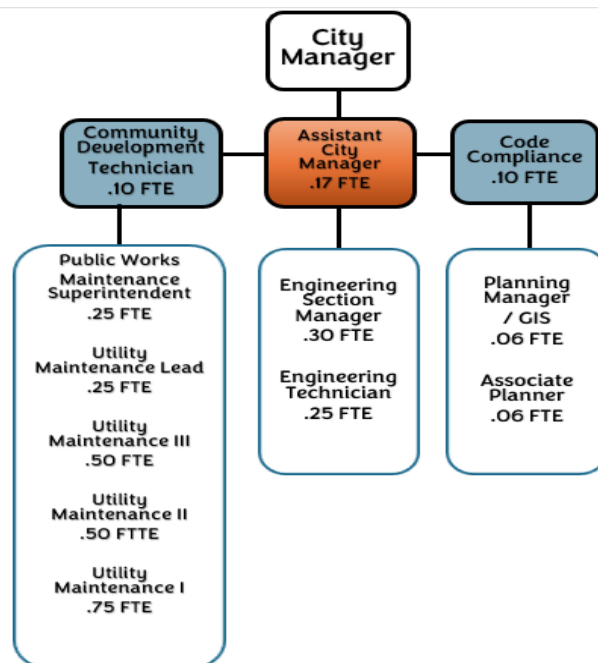 City
Manager
Community
Development
Technician
.10 FTE
Assistant
City
Manager
.17 FTE
Code
Compliance
.10 FTE
Public Works
Maintenance
Superintendent
.25 FTE
Utility
Maintenance Lead
.25 FTE
Utility
Maintenance III
.50 FTE
Utility
Maintenance II
.50 FTTE
Utility
Maintenance I
.75 FTE
Engineering
Section
Manager
.30 FTE
Engineering
Technician
.25 FTE
Planning
Manager
/ GIS
.06 FTE
Associate
Planner
.06 FTE